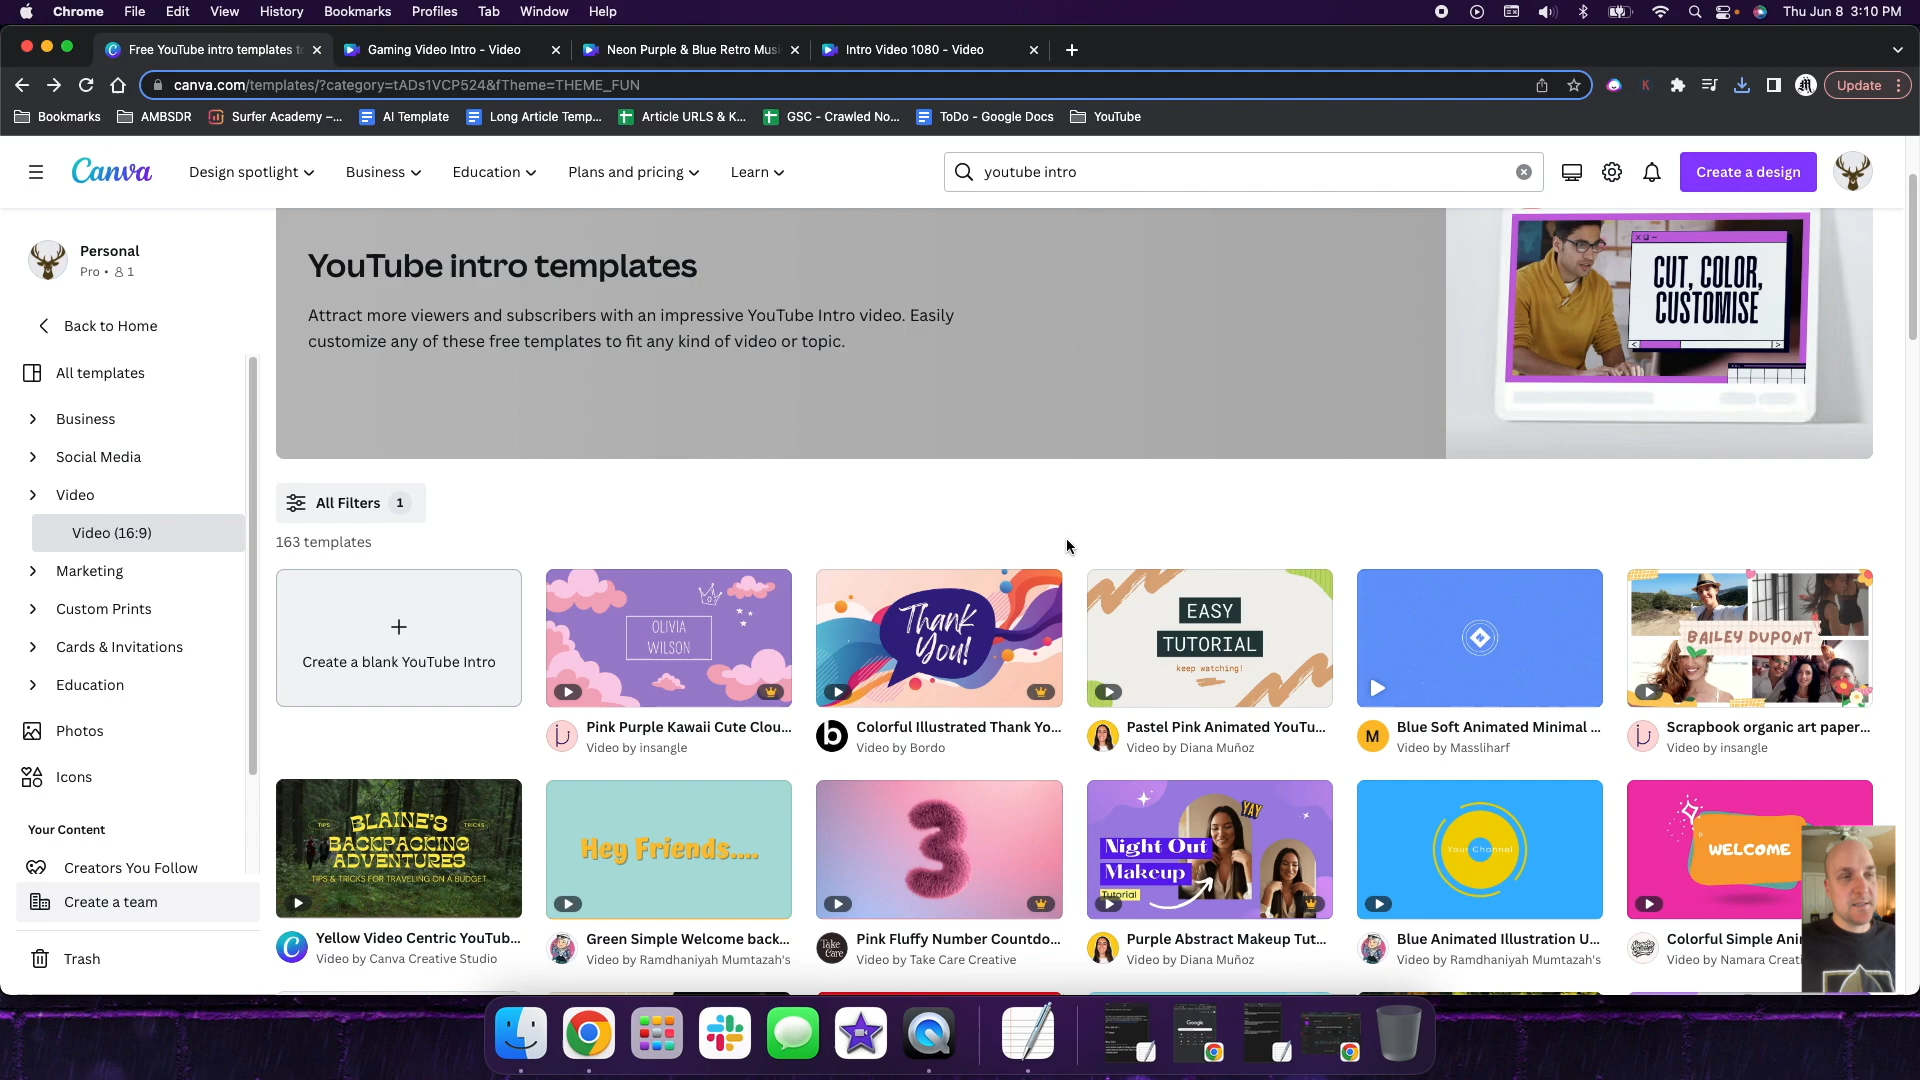 Chrome File Edit View History Bookmarks Profiles Tab Window Help Thu Jun 8 3:10 PM
Free YouTube intro templates to Gaming Video Intro - Video Neon Purple & Blue Retro Musi Intro Video 1080 - Video
canva.com/templates/?category=tADs1VCP524&fTheme=THEME_FUN Update
Bookmarks AMBSDR Surfer Academy –... AI Template Long Article Temp... Article URLS & K... GSC - Crawled No... ToDo - Google Docs YouTube
Canva Design spotlight Business Education Plans and pricing Learn youtube intro Create a design
Personal
Pro • 1
Back to Home
All templates
Business
Social Media
Video
Video (16:9)
Marketing
Custom Prints
Cards & Invitations
Education
Photos
Icons
Your Content
Creators You Follow
Create a team
Trash
YouTube intro templates
Attract more viewers and subscribers with an impressive YouTube Intro video. Easily
customize any of these free templates to fit any kind of video or topic.
CUT, COLOR,
CUSTOMISE
All Filters 1
163 templates
Create a blank YouTube Intro
OLIVIA
WILSON
Pink Purple Kawaii Cute Clou...
Video by insangle
Thank
You!
Colorful Illustrated Thank Yo...
Video by Bordo
EASY
TUTORIAL
keep watching!
Pastel Pink Animated YouTu...
Video by Diana Muñoz
M
Blue Soft Animated Minimal ...
Video by Massliharf
BAILEY DUPONT
Scrapbook organic art paper...
Video by insangle
TIPS TRICKS
BLAINE'S
BACKPACKING
ADVENTURES
TIPS & TRICKS FOR TRAVELING ON A BUDGET
Yellow Video Centric YouTub...
Video by Canva Creative Studio
Hey Friends....
Green Simple Welcome back...
Video by Ramdhaniyah Mumtazah's
3
Take
care
Pink Fluffy Number Countdo...
Video by Take Care Creative
YAY
Night Out
Makeup
Tutorial
Purple Abstract Makeup Tut...
Video by Diana Muñoz
Your Channel
Blue Animated Illustration U...
Video by Ramdhaniyah Mumtazah's
WELCOME
Colorful Simple Ani
Video by Namara Creati